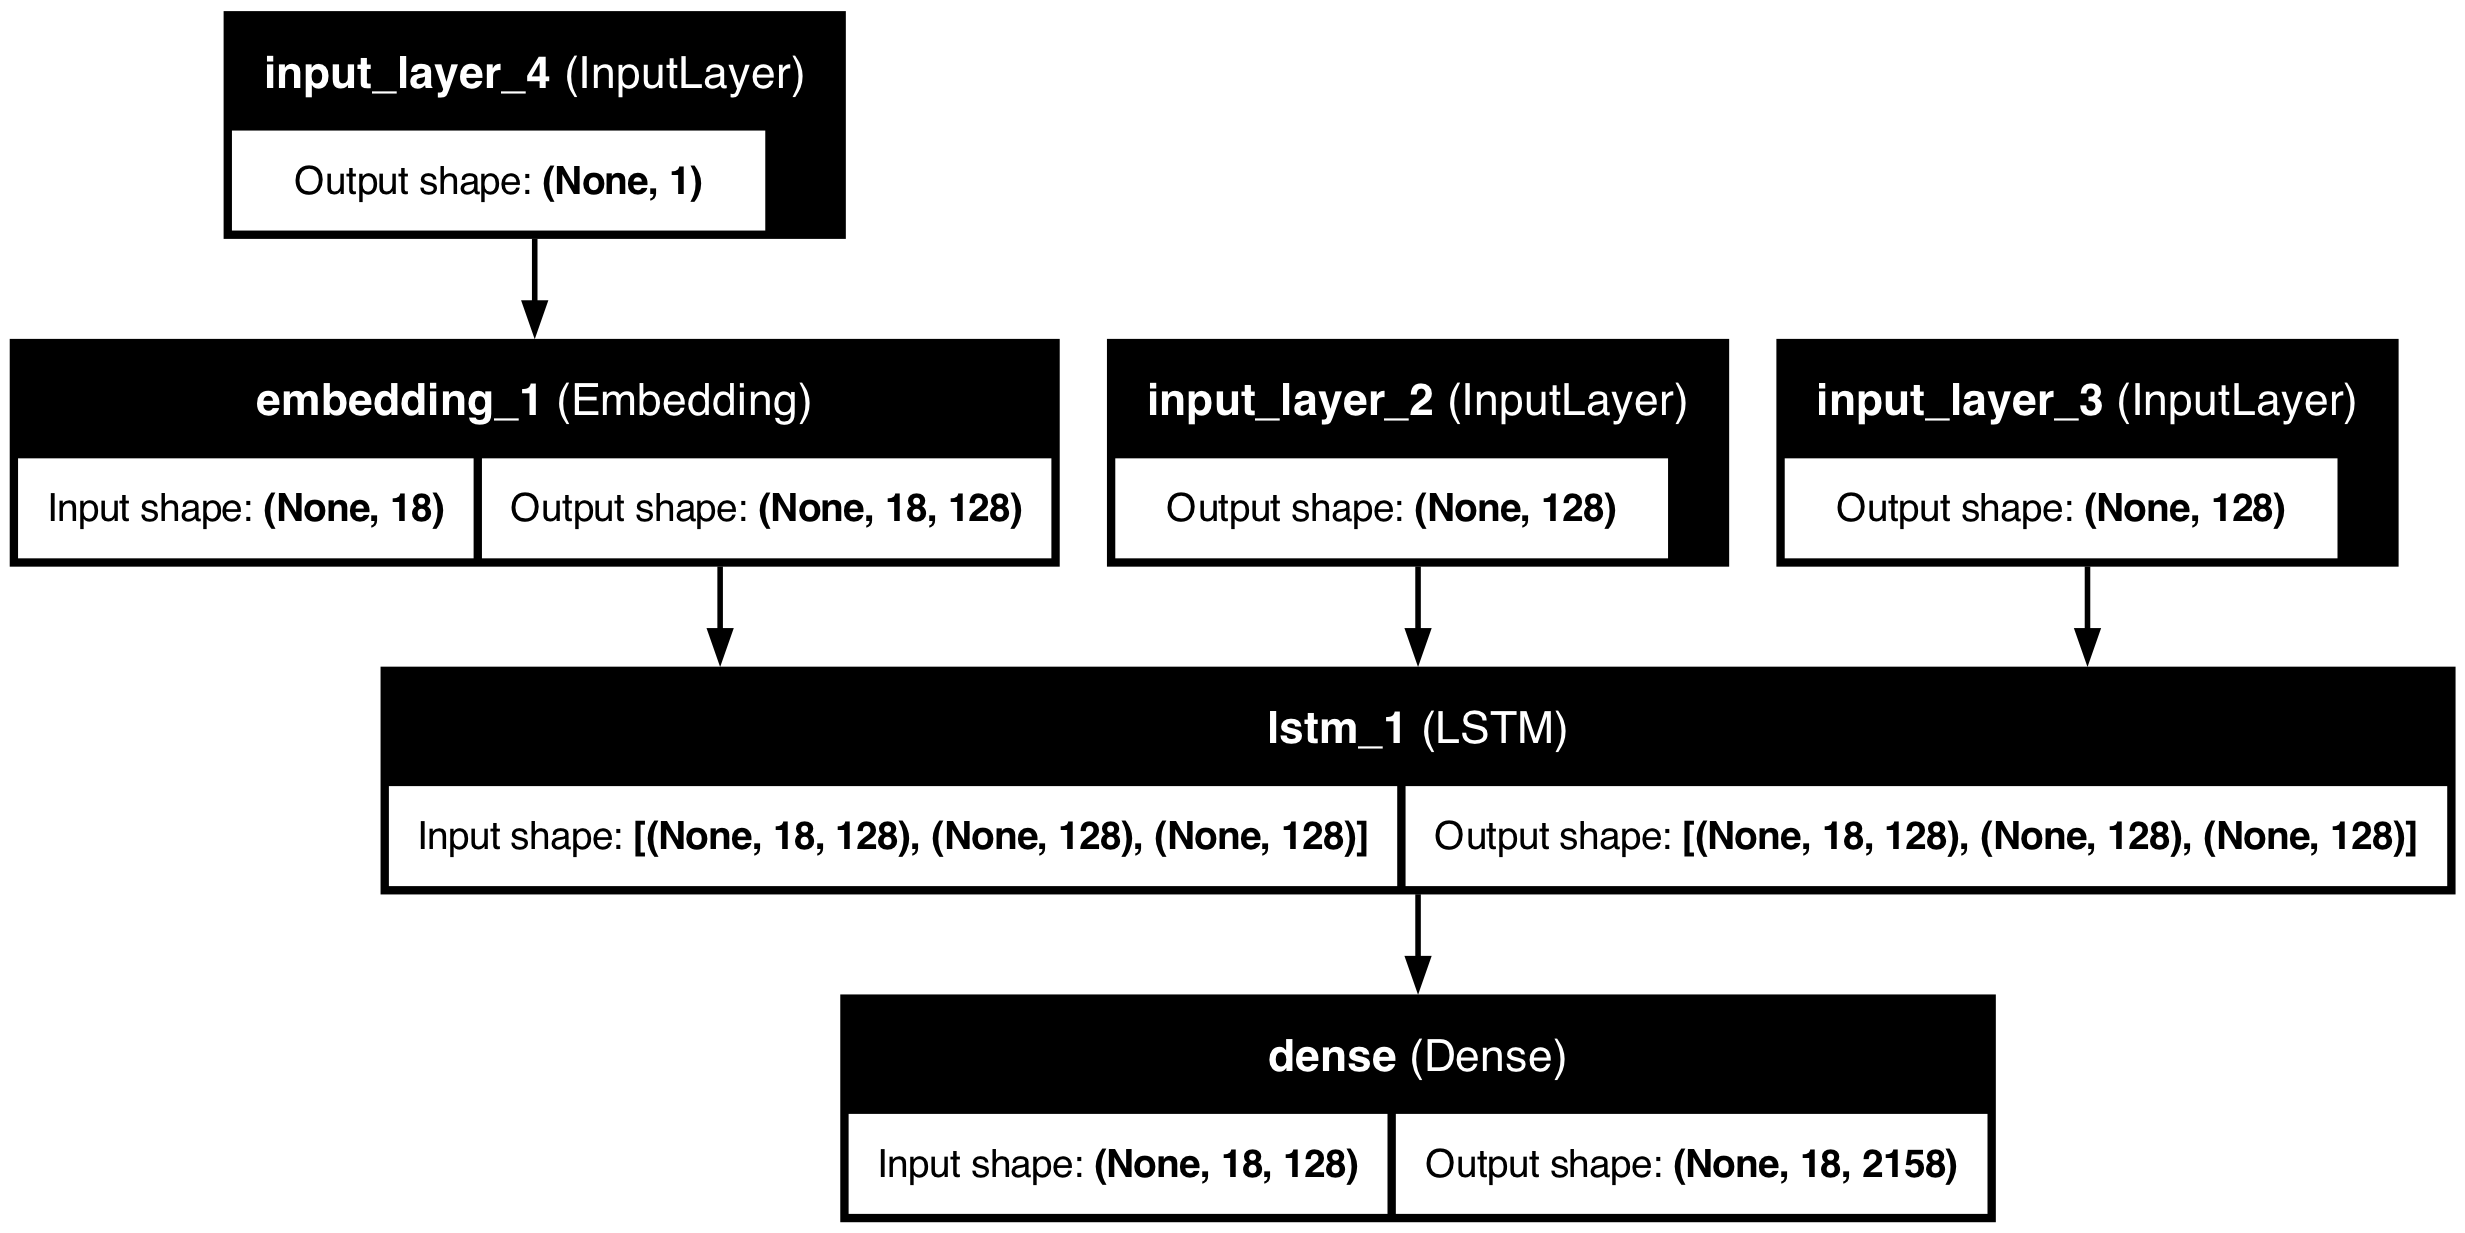 input_layer_4 (InputLayer)
Output shape: (None, 1)
embedding_1 (Embedding)
Input shape: (None, 18)
Output shape: (None, 18, 128)
input_layer_2 (InputLayer)
Output shape: (None, 128)
input_layer_3 (InputLayer)
Output shape: (None, 128)
lstm_1 (LSTM)
Input shape: [(None, 18, 128), (None, 128), (None, 128)]
Output shape: [(None, 18, 128), (None, 128), (None, 128)]
dense (Dense)
Input shape: (None, 18, 128)
Output shape: (None, 18, 2158)